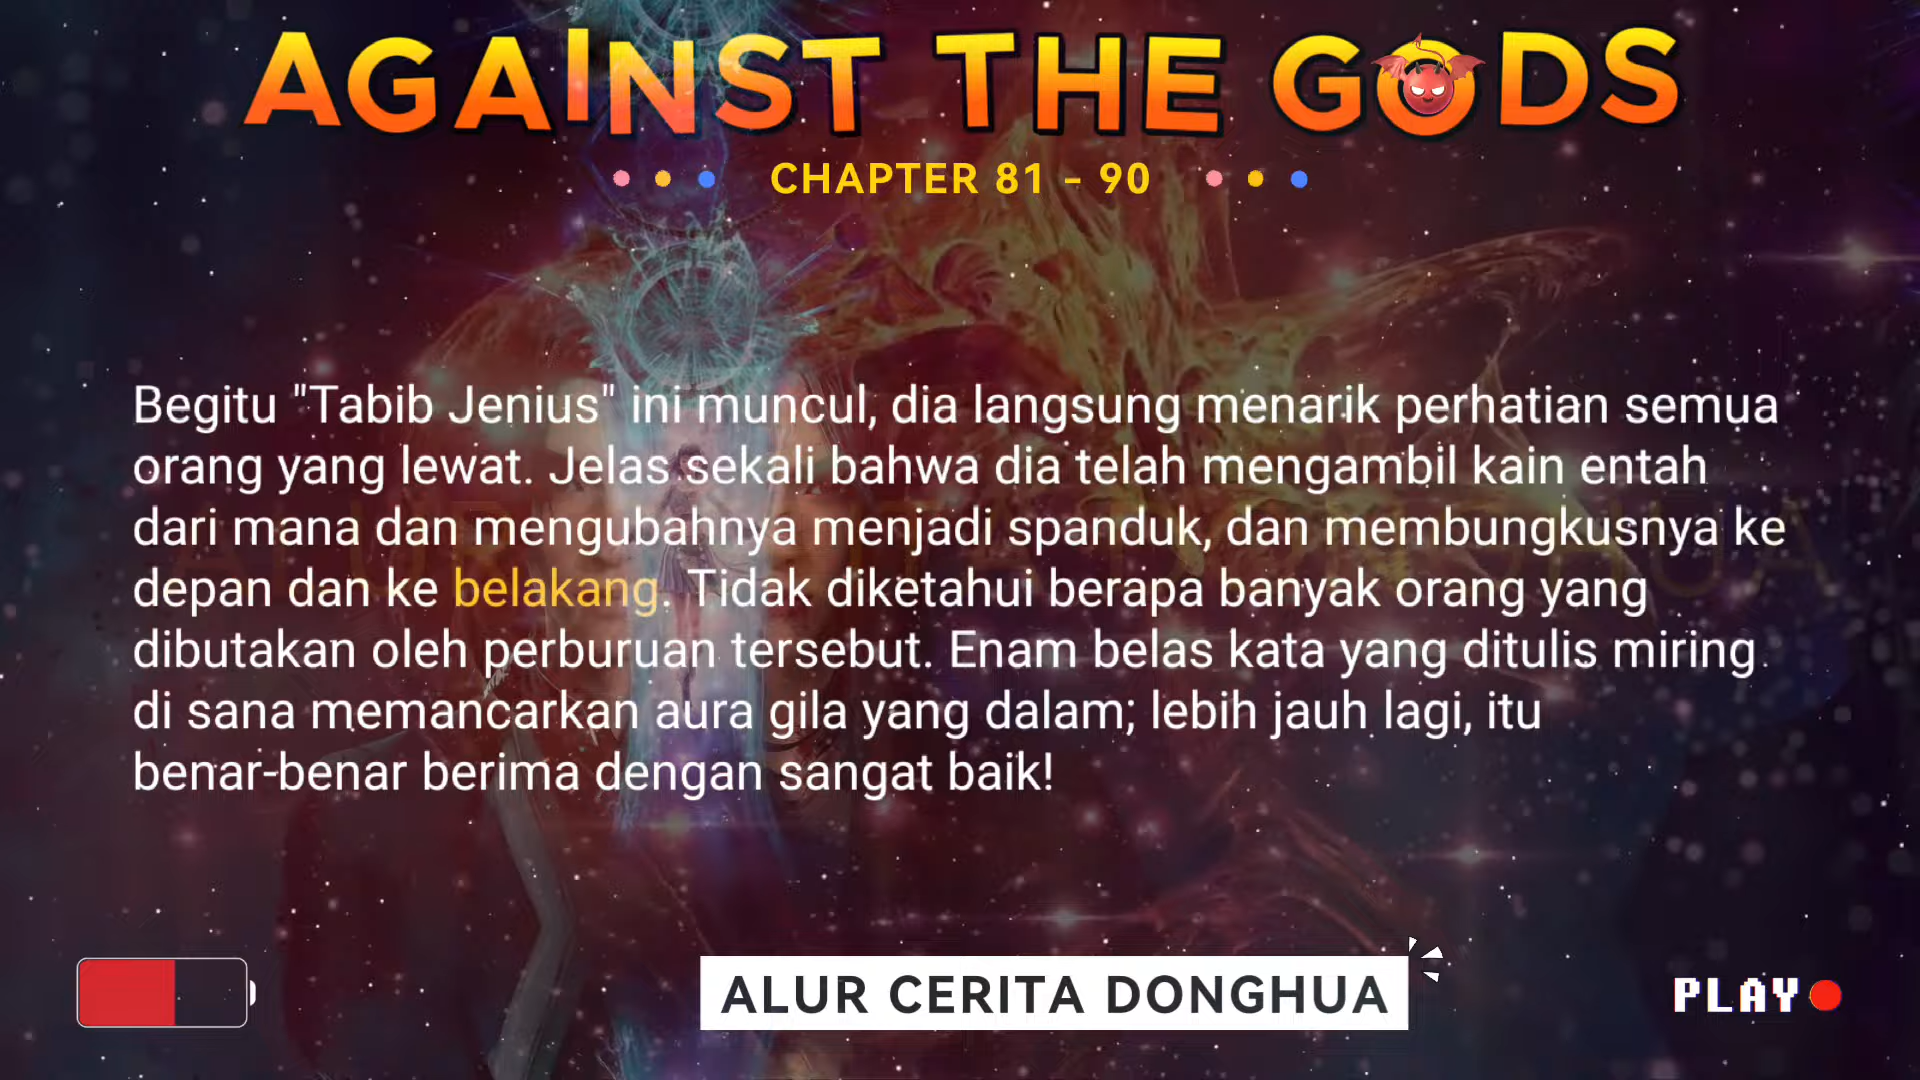 AGAINST THE GODS
CHAPTER 81 - 90
Begitu "Tabib Jenius" ini muncul, dia langsung menarik perhatian semua
orang yang lewat. Jelas sekali bahwa dia telah mengambil kain entah
dari mana dan mengubahnya menjadi spanduk, dan membungkusnya ke
depan dan ke belakang. Tidak diketahui berapa banyak orang yang
dibutakan oleh perburuan tersebut. Enam belas kata yang ditulis miring
di sana memancarkan aura gila yang dalam; lebih jauh lagi, itu
benar-benar berima dengan sangat baik!
ALUR CERITA DONGHUA
PLAY